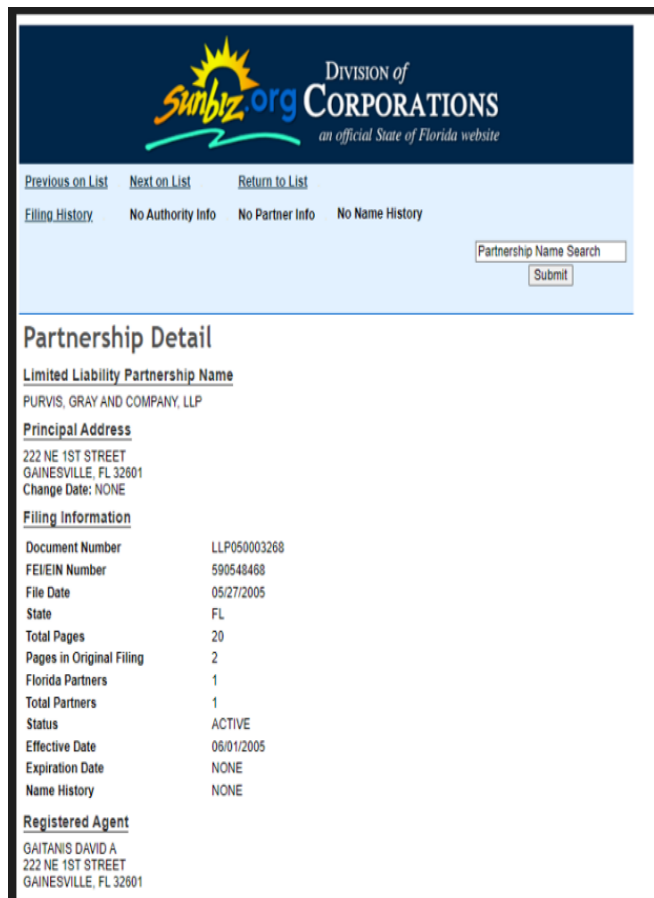 Sunbiz.org
DIVISION of
CORPORATIONS
an official State of Florida website
Previous on List Next on List Return to List
Filing History No Authority Info No Partner Info No Name History
Partnership Name Search
Submit
Partnership Detail
Limited Liability Partnership Name
PURVIS, GRAY AND COMPANY, LLP
Principal Address
222 NE 1ST STREET
GAINESVILLE, FL 32601
Change Date: NONE
Filing Information
Document Number LLP050003268
FEI/EIN Number 590548468
File Date 05/27/2005
State FL
Total Pages 20
Pages in Original Filing 2
Florida Partners 1
Total Partners 1
Status ACTIVE
Effective Date 06/01/2005
Expiration Date NONE
Name History NONE
Registered Agent
GAITANIS DAVID A
222 NE 1ST STREET
GAINESVILLE, FL 32601